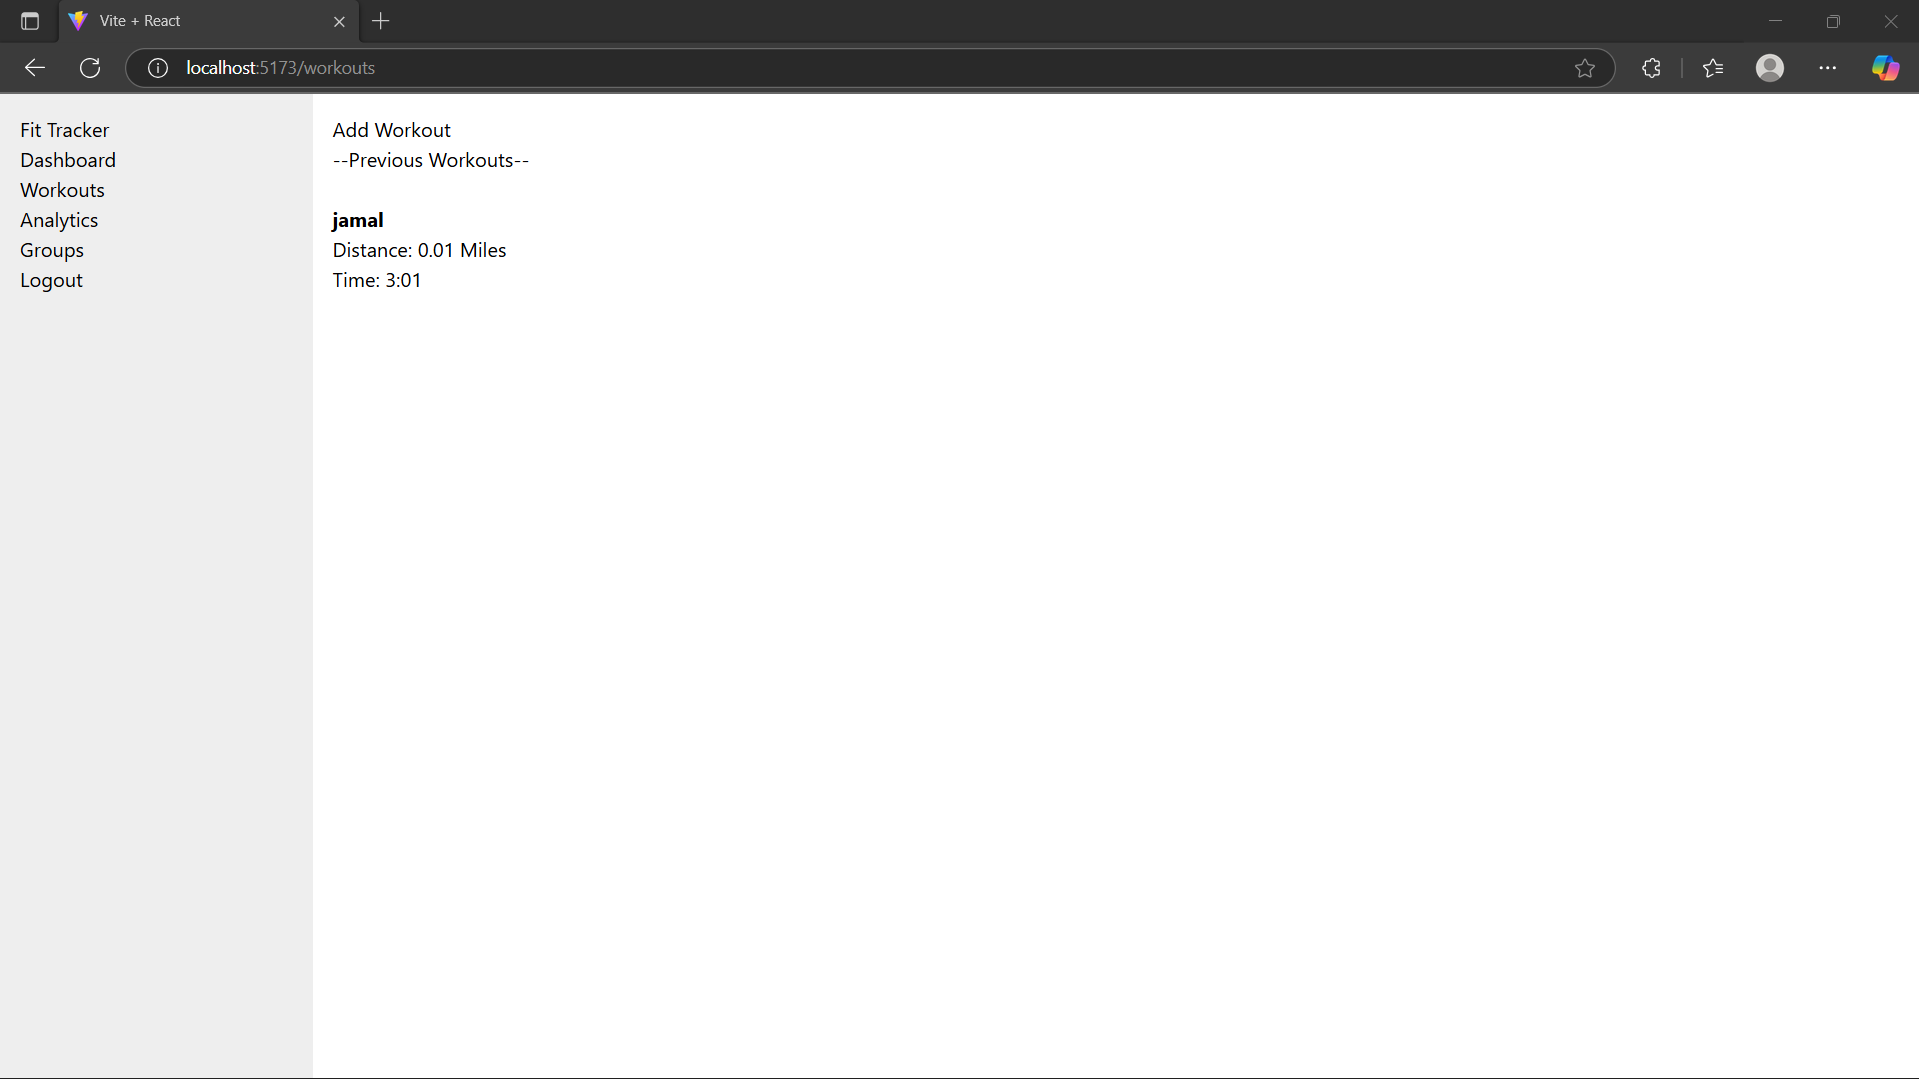 Vite + React
localhost:5173/workouts
Fit Tracker
Dashboard
Workouts
Analytics
Groups
Logout
Add Workout
--Previous Workouts--
jamal
Distance: 0.01 Miles
Time: 3:01